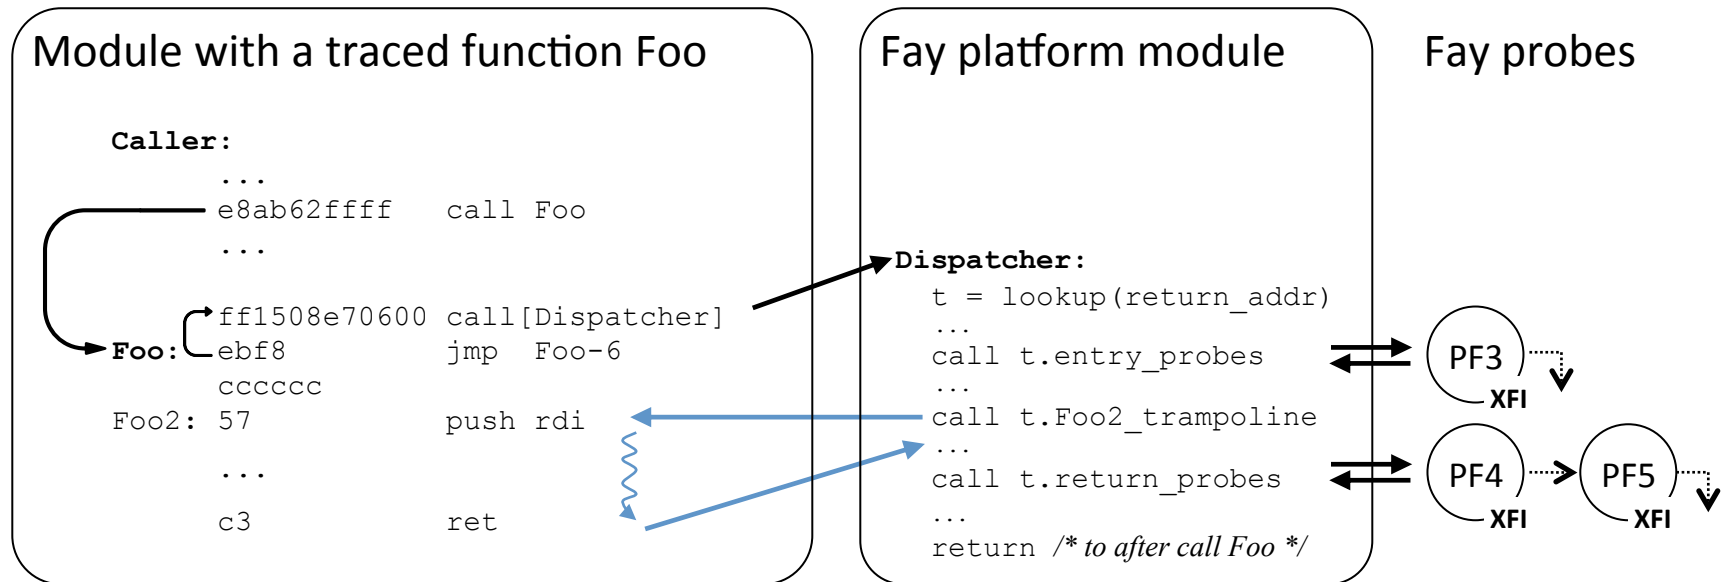 Module with a traced function Foo
Caller:
...
e8ab62ffff call Foo
...
ff1508e70600 call[Dispatcher]
Foo: ebf8 jmp Foo-6
cccccc
Foo2: 57 push rdi
...
c3 ret
Fay platform module
Dispatcher:
t = lookup(return_addr)
...
call t.entry_probes
...
call t.Foo2_trampoline
...
call t.return_probes
...
return /* to after call Foo */
Fay probes
PF3
XFI
PF4
XFI
PF5
XFI